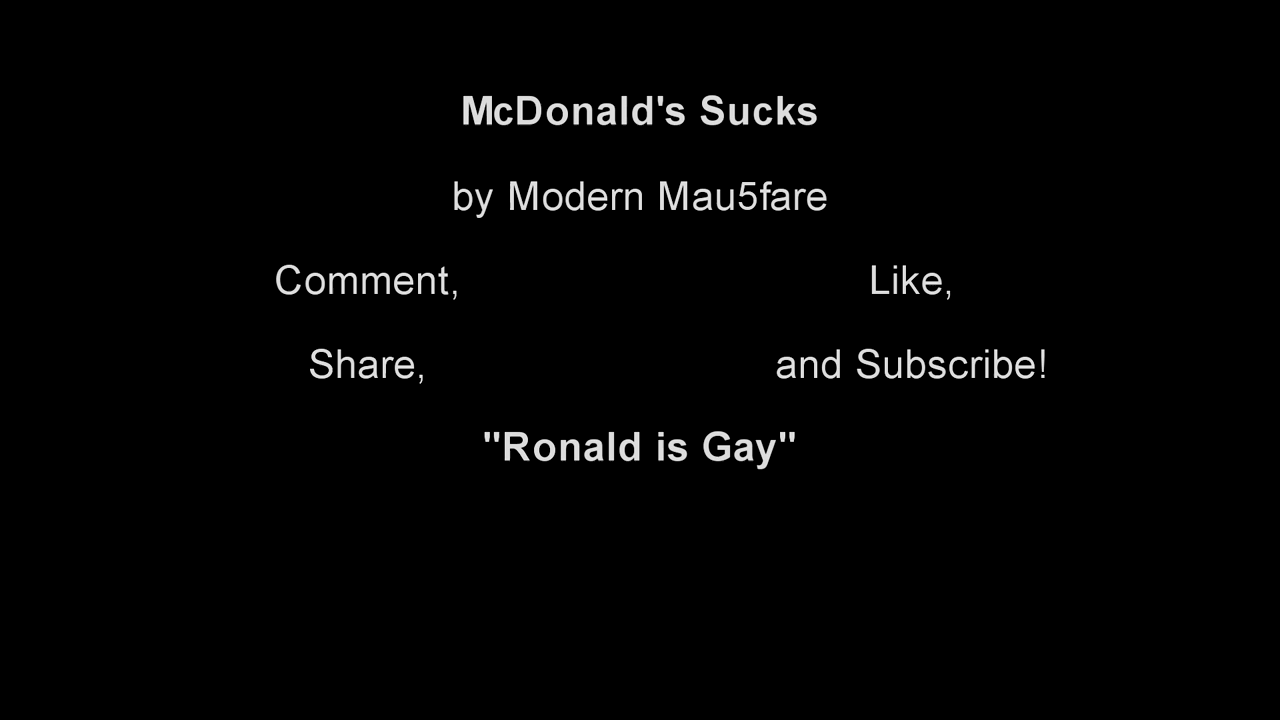 McDonald's Sucks
by Modern Mau5fare
Comment, Like,
Share, and Subscribe!
"Ronald is Gay"